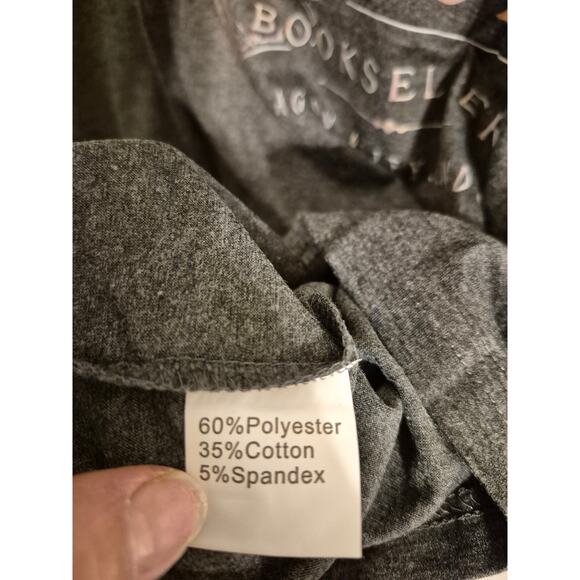 BOOKSELLER
60%Polyester
35%Cotton
5%Spandex